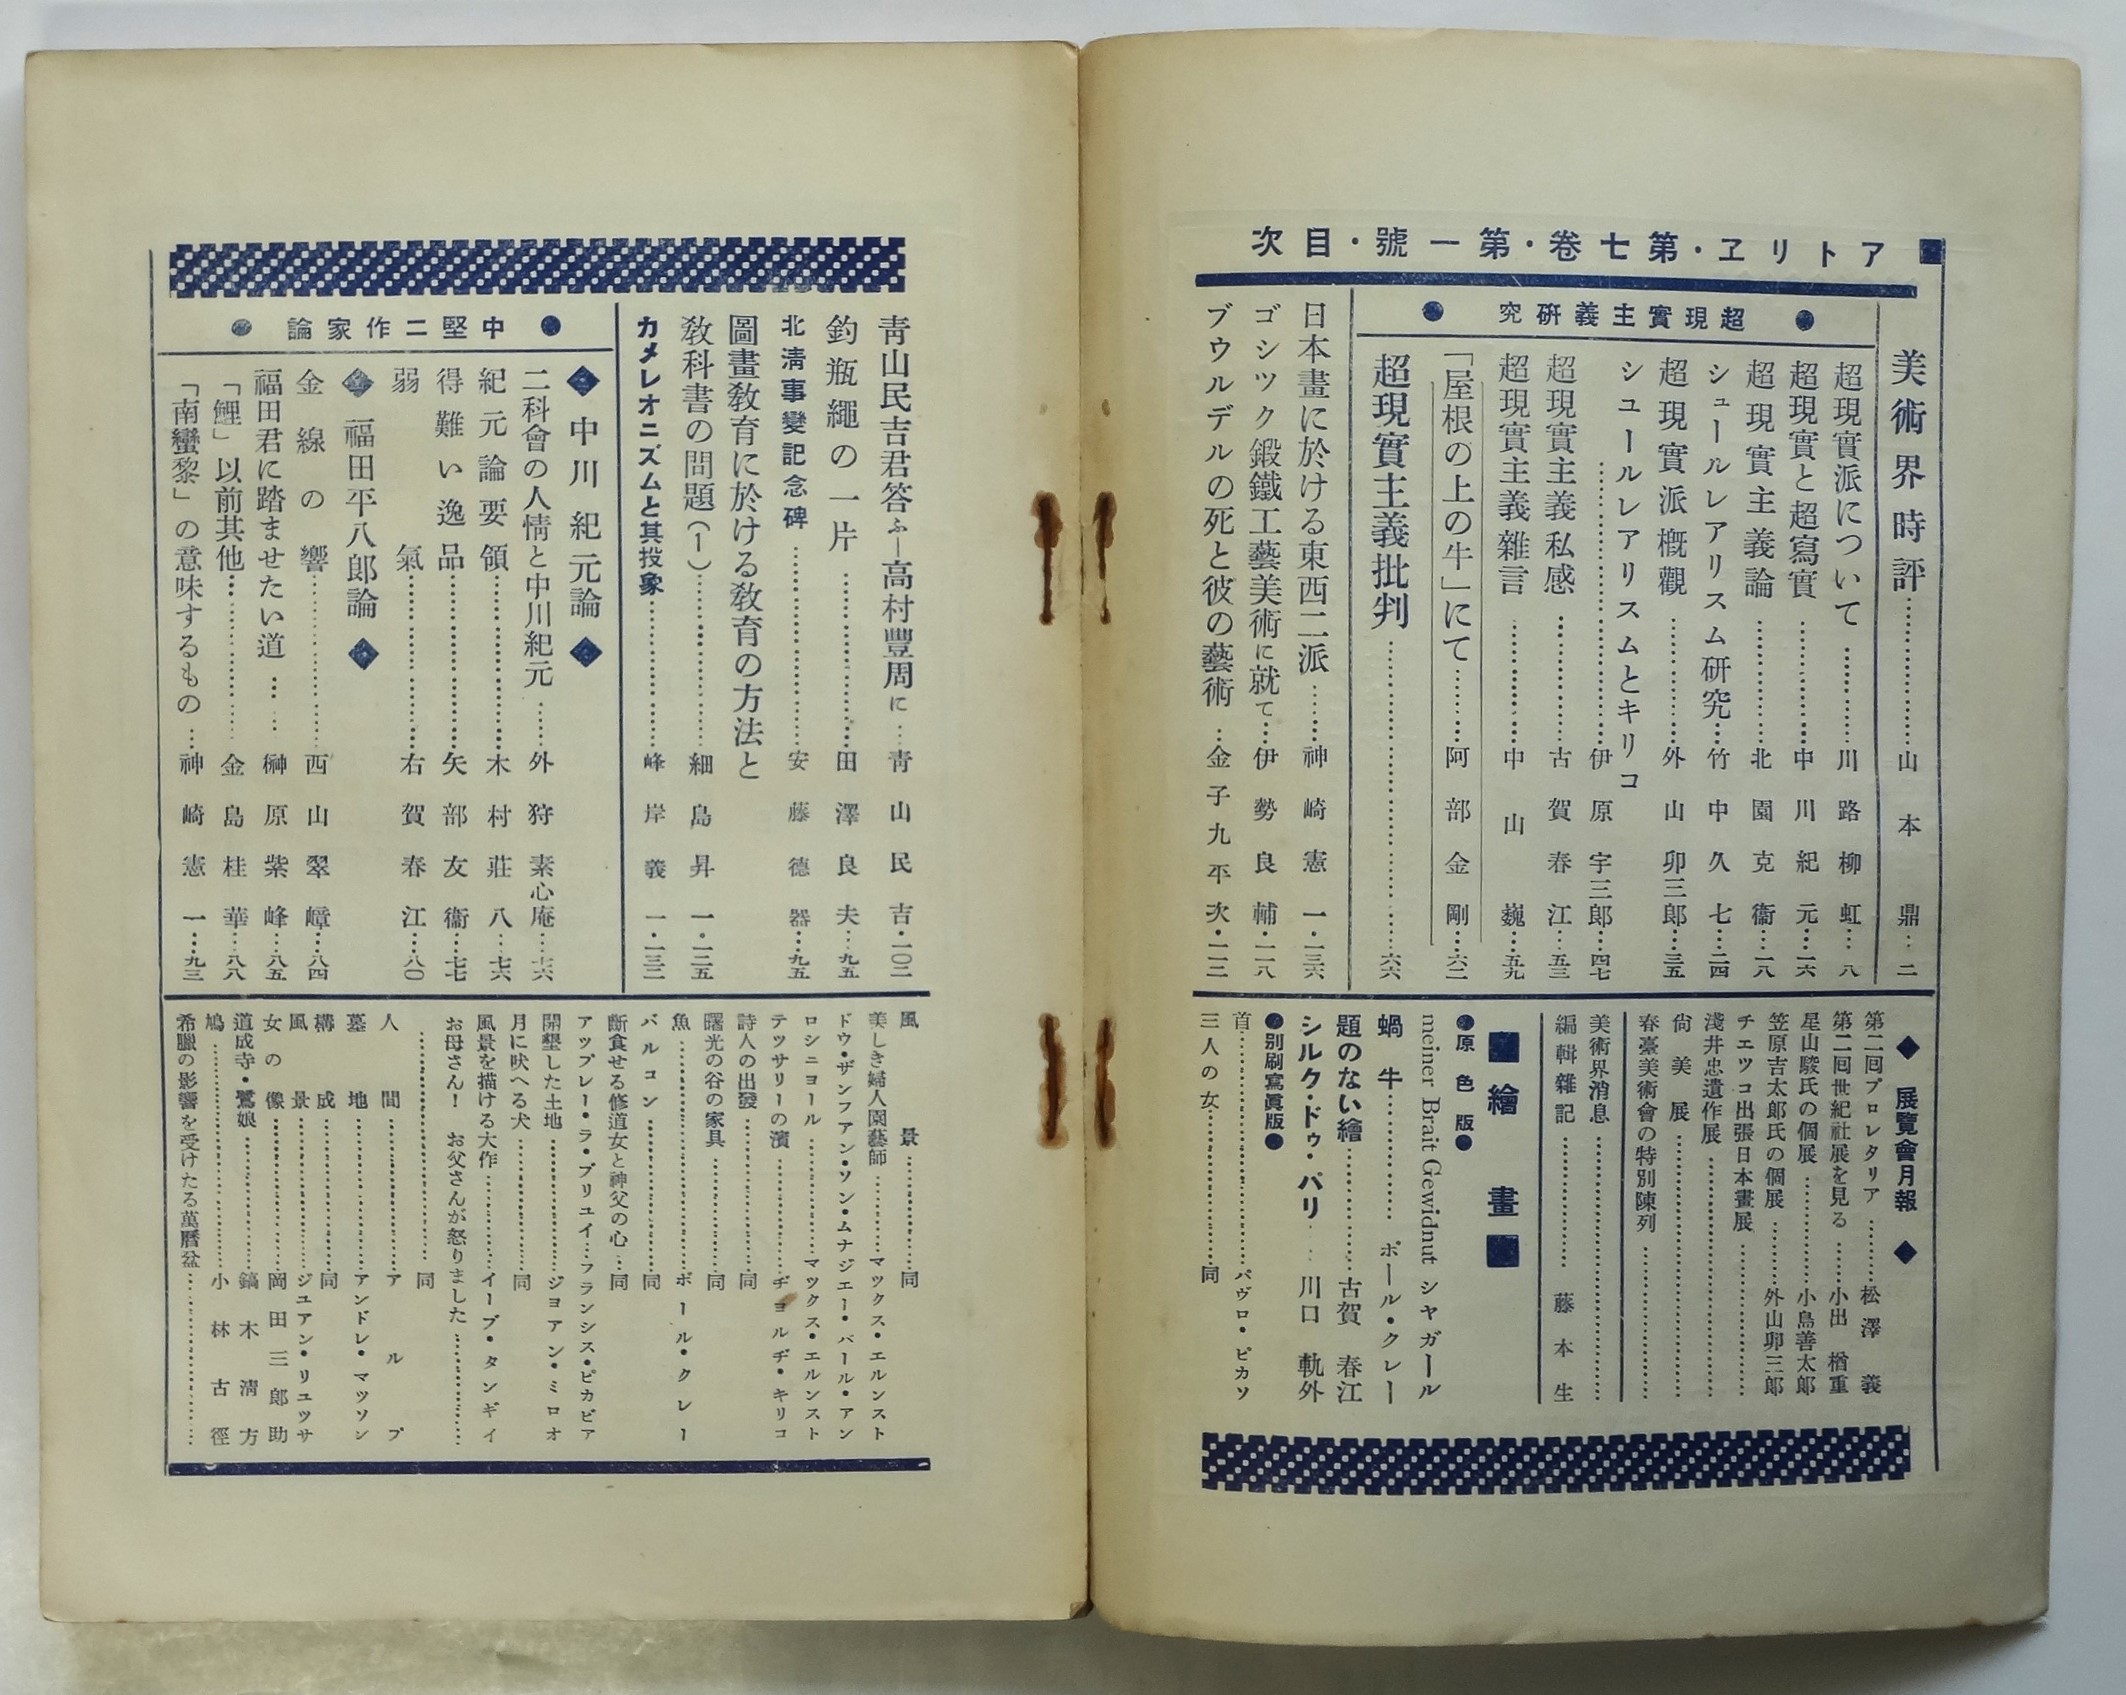 アトリヱ・第七卷・第一號・目次
美術界時評……山本鼎…二
●超現實主義硏究●
超現實派について……川路柳虹…八
超現實と超寫實……中川紀元…一六
超現實主義論……北園克衞…一八
シュールレアリスム研究…竹中久七…二四
超現實派概觀……外山卯三郎…三五
シユールレアリスムとキリコ
……伊原宇三郎…四七
超現實主義私感……古賀春江…五三
超現實主義雜言……中山巍…五九
「屋根の上の牛」にて……阿部金剛…六二
超現實主義批判……六六
日本畫に於ける東西二派……神崎憲一・一三六
ゴシツク鍛鐵工藝美術に就て…伊勢良輔・一一八
ブウルデルの死と彼の藝術…金子九平次・一一三
◆展覽會月報◆
第二回プロレタリア……松澤義
第二回世紀社展を見る……小出楢重
星山駿氏の個展……小島善太郎
笠原吉太郎氏の個展……外山卯三郎
チエツコ出張日本畫展……
淺井忠遺作展……
尙美展……
春臺美術會の特別陳列……
美術界消息……
編輯雜記……藤本生
■繪畫■
●原色版●
meiner Brait Gewidnut シャガール
蝸牛……ポール・クレー
題のない繪……古賀春江
シルク・ドゥ・パリ…川口軌外
●別刷寫眞版●
首……パヴロ・ピカソ
三人の女……同
靑山民吉君答ふ―高村豐周に…靑山民吉・一〇二
釣瓶繩の一片……田澤良夫…九五
北淸事變記念碑……安藤德器…九五
圖畫敎育に於ける敎育の方法と
敎科書の問題(1)……細島昇一・一二五
カメレオニズムと其投象……峰岸義一・一三二
●中堅二作家論●
◆中川紀元論◆
二科會の人情と中川紀元……外狩素心庵…七六
紀元論要領……木村莊八…七六
得難い逸品……矢部友衞…七七
弱氣……右賀春江…八〇
◆福田平八郎論◆
金線の響……西山翠嶂…八四
福田君に踏ませたい道……榊原紫峰…八五
「鯉」以前其他……金島桂華…八八
「南蠻黎」の意味するもの…神崎憲一…九三
風景……同
美しき婦人園藝師……マックス・エルンスト
ドウ・ザンフアン・ソン・ムナジエー・パール・アン
ロシニヨール……マックス・エルンスト
テツサリーの濱……ヂヨルヂ・キリコ
詩人の出發……同
曙光の谷の家具……同
魚……ポール・クレー
バルコン……同
斷食せる修道女と神父の心…同
アップレー・ラ・プリユイ…フランシス・ピカビア
開墾した土地……ジヨアン・ミロオ
月に吠へる犬……同
風景を描ける大作……イーブ・タンギイ
お母さん！ お父さんが怒りました……
……同
人間……アルプ
墓地……アンドレ・マツソン
構成……同
風景……ジユアン・リユツサ
女の像……岡田三郎助
道成寺・鷺娘……鏑木淸方
鳩……小林古徑
希臘の影響を受けたる萬曆盆……